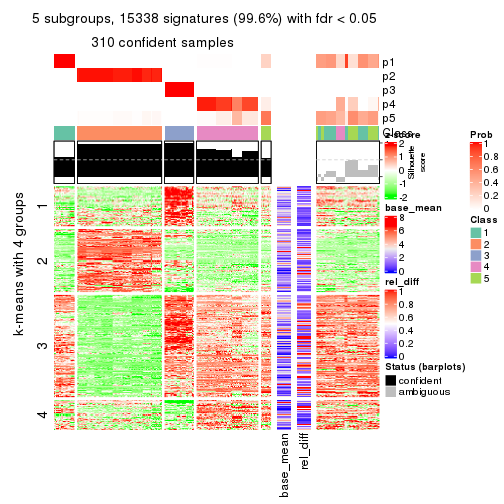 5 subgroups, 15338 signatures (99.6%) with fdr < 0.05
310 confident samples
p1
p2
p3
p4
p5
Class
z-score
2
1
0
-1
-2
Silhouette
score
base_mean
8
6
4
2
0
rel_diff
1
0.8
0.6
0.4
0.2
0
Status (barplots)
confident
ambiguous
Prob
1
0.8
0.6
0.4
0.2
0
Class
1
2
3
4
5
k-means with 4 groups
1
2
3
4
base_mean
rel_diff